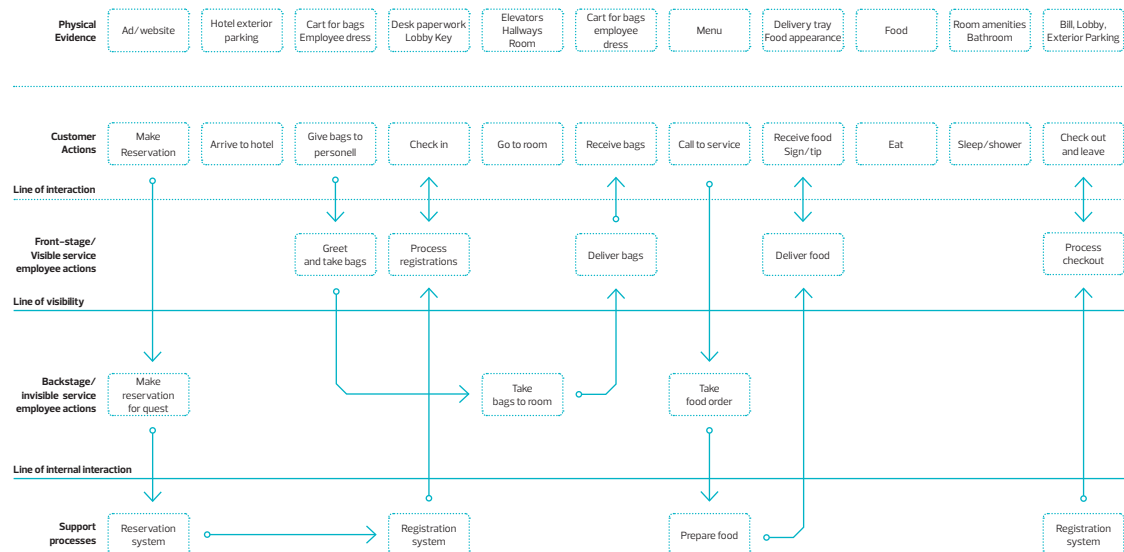 Physical
Evidence
Ad/website
Hotel exterior
parking
Cart for bags
Employee dress
Desk paperwork
Lobby Key
Elevators
Hallways
Room
Cart for bags
employee
dress
Menu
Delivery tray
Food appearance
Food
Room amenities
Bathroom
Bill, Lobby,
Exterior Parking
Customer
Actions
Make
Reservation
Arrive to hotel
Give bags to
personell
Check in
Go to room
Receive bags
Call to service
Receive food
Sign/tip
Eat
Sleep/shower
Check out
and leave
Line of interaction
Front-stage/
Visible service
employee actions
Greet
and take bags
Process
registrations
Deliver bags
Deliver food
Process
checkout
Line of visibility
Backstage/
invisible service
employee actions
Make
reservation
for quest
Take
bags to room
Take
food order
Line of internal interaction
Support
processes
Reservation
system
Registration
system
Prepare food
Registration
system